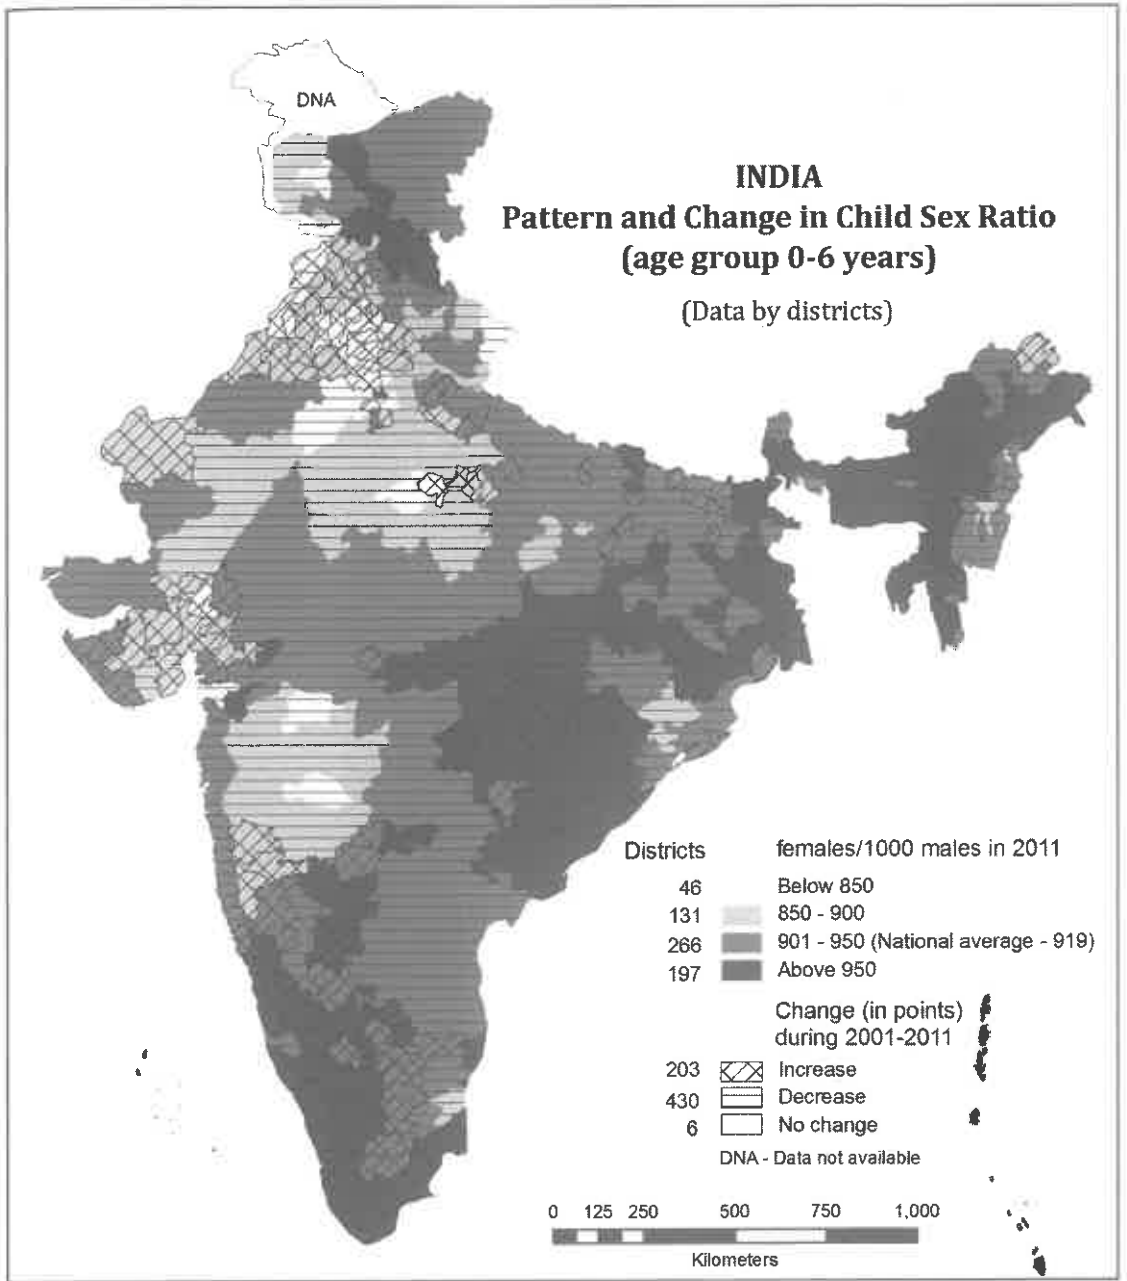 DNA
INDIA
Pattern and Change in Child Sex Ratio
(age group 0-6 years)
(Data by districts)
Districts females/1000 males in 2011
46 Below 850
131 850 - 900
266 901 - 950 (National average - 919)
197 Above 950
Change (in points)
during 2001-2011
203 Increase
430 Decrease
6 No change
DNA - Data not available
0 125 250 500 750 1,000
Kilometers